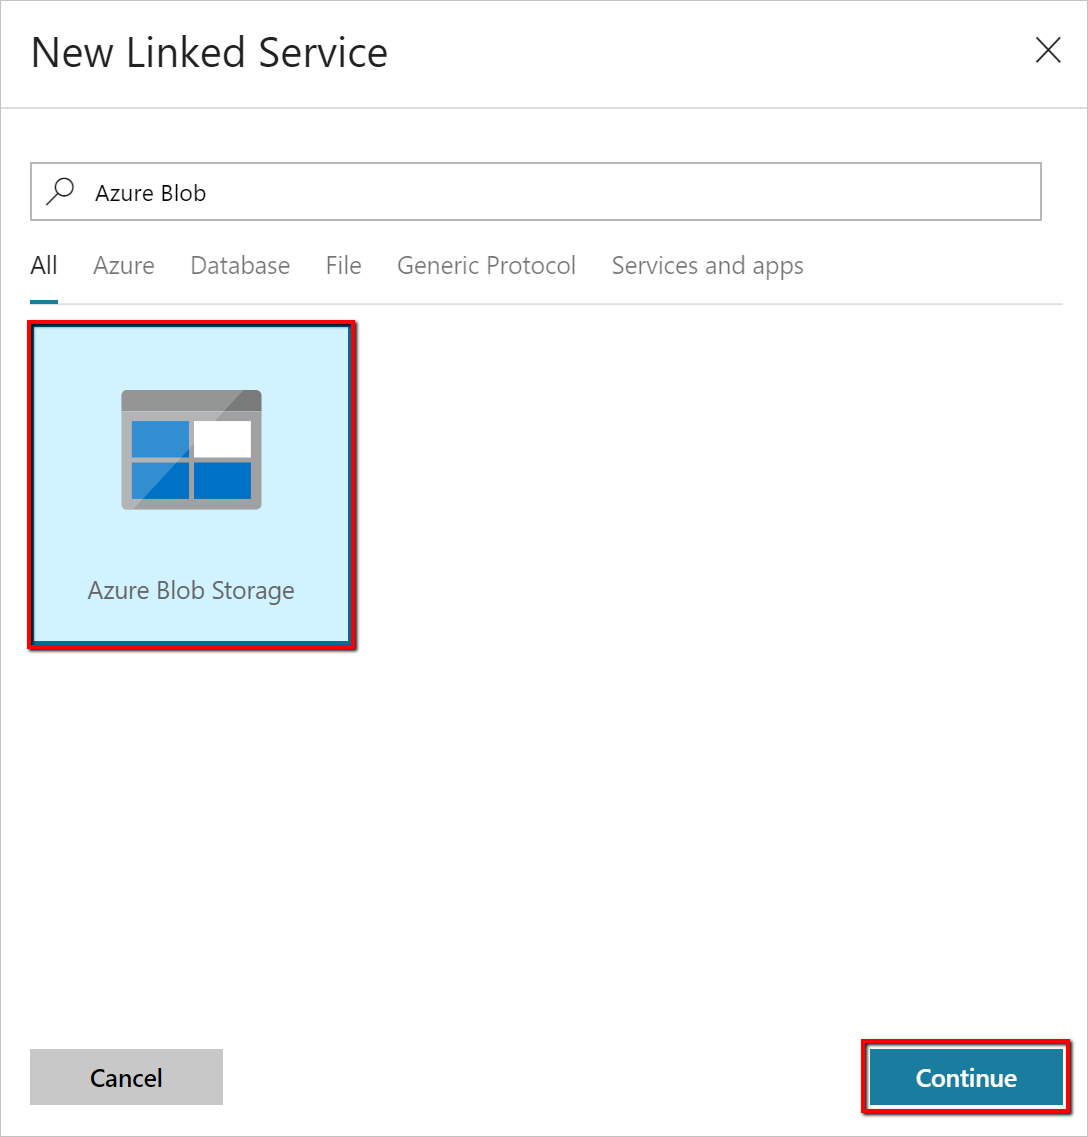 New Linked Service
Azure Blob
All Azure Database File Generic Protocol Services and apps
Azure Blob Storage
Cancel Continue